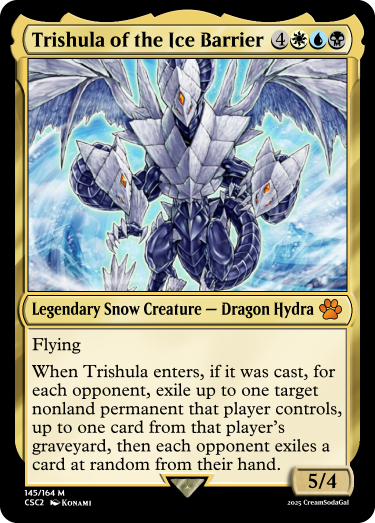 Trishula of the Ice Barrier 4
Legendary Snow Creature — Dragon Hydra
Flying
When Trishula enters, if it was cast, for
each opponent, exile up to one target
nonland permanent that player controls,
up to one card from that player's
graveyard, then each opponent exiles a
card at random from their hand.
5/4
145/164 M
CSC2 KONAMI
2025 CreamSodaGal